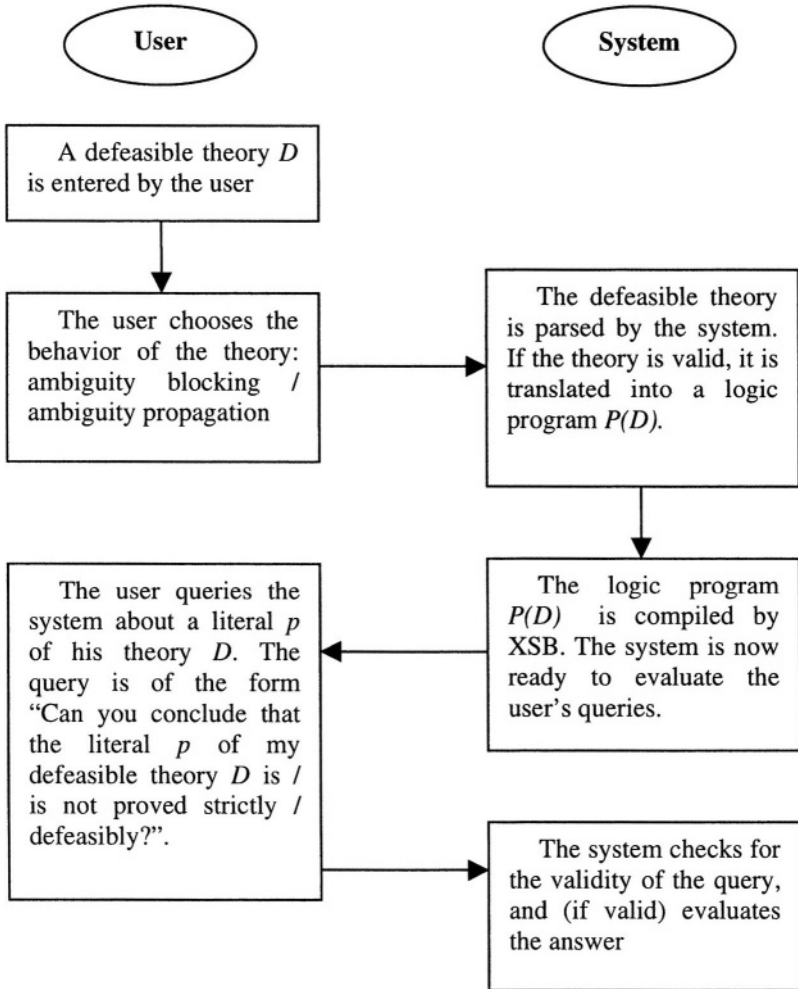 User
System
A defeasible theory D
is entered by the user
The user chooses the
behavior of the theory:
ambiguity blocking /
ambiguity propagation
The defeasible theory
is parsed by the system.
If the theory is valid, it is
translated into a logic
program P(D).
The logic program
P(D) is compiled by
XSB. The system is now
ready to evaluate the
user's queries.
The user queries the
system about a literal p
of his theory D. The
query is of the form
“Can you conclude that
the literal p of my
defeasible theory D is /
is not proved strictly /
defeasibly?”.
The system checks for
the validity of the query,
and (if valid) evaluates
the answer